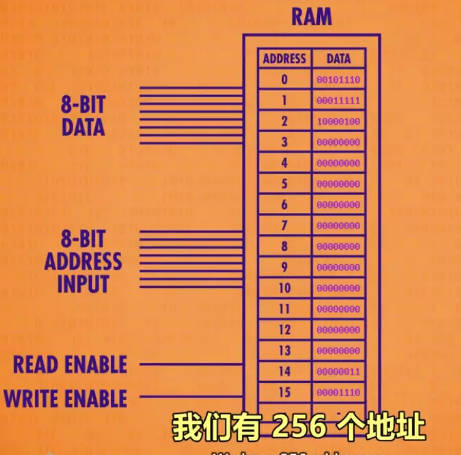 RAM
ADDRESS DATA
0 00101110
1 00011111
2 10000100
3 00000000
4 00000000
5 00000000
6 00000000
7 00000000
8 00000000
9 00000000
10 00000000
11 00000000
12 00000000
13 00000000
14 00000011
15 00001110
8-BIT
DATA
8-BIT
ADDRESS
INPUT
READ ENABLE
WRITE ENABLE
我们有 256 个地址